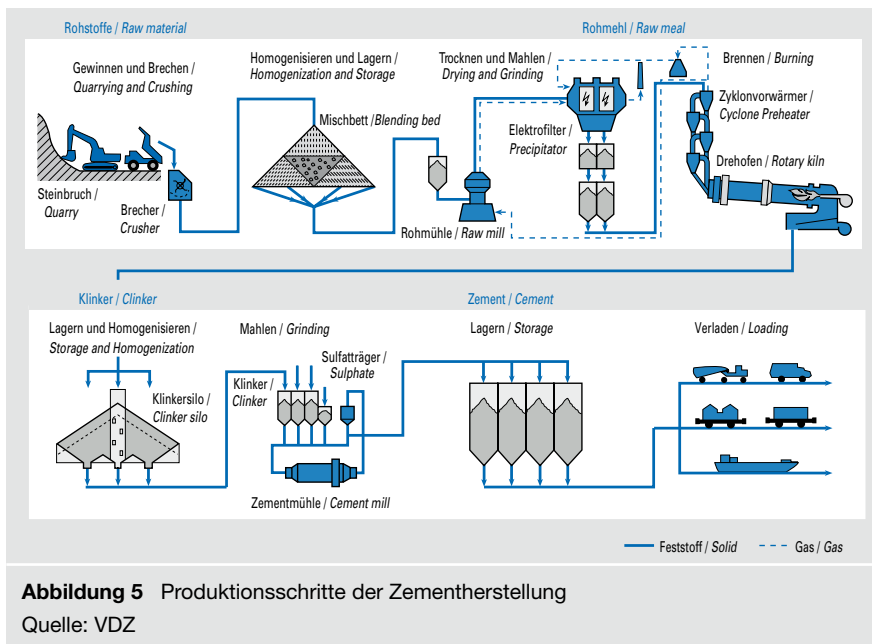 Rohstoffe / Raw material
Rohmehl / Raw meal
Gewinnen und Brechen /
Quarrying and Crushing
Homogenisieren und Lagern /
Homogenization and Storage
Trocknen und Mahlen /
Drying and Grinding
Brennen / Burning
Mischbett/Blending bed
Zyklonvorwärmer /
Cyclone Preheater
Elektrofilter /
Precipitator
Drehofen / Rotary kiln
Steinbruch /
Quarry
Brecher /
Crusher
Rohmühle / Raw mill
Klinker / Clinker
Zement / Cement
Lagern und Homogenisieren /
Storage and Homogenization
Mahlen / Grinding
Lagern / Storage
Verladen / Loading
Sulfatträger /
Sulphate
Klinker /
Clinker
Klinkersilo /
Clinker silo
Zementmühle / Cement mill
Feststoff / Solid
Gas / Gas
Abbildung 5 Produktionsschritte der Zementherstellung
Quelle: VDZ